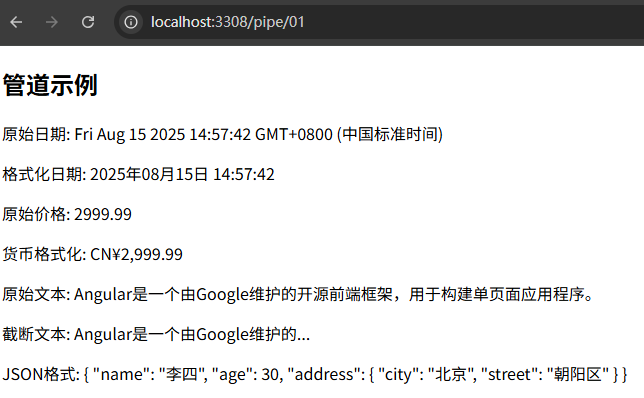 localhost:3308/pipe/01
管道示例
原始日期: Fri Aug 15 2025 14:57:42 GMT+0800 (中国标准时间)
格式化日期: 2025年08月15日 14:57:42
原始价格: 2999.99
货币格式化: CN¥2,999.99
原始文本: Angular是一个由Google维护的开源前端框架，用于构建单页面应用程序。
截断文本: Angular是一个由Google维护的...
JSON格式: { "name": "李四", "age": 30, "address": { "city": "北京", "street": "朝阳区" } }